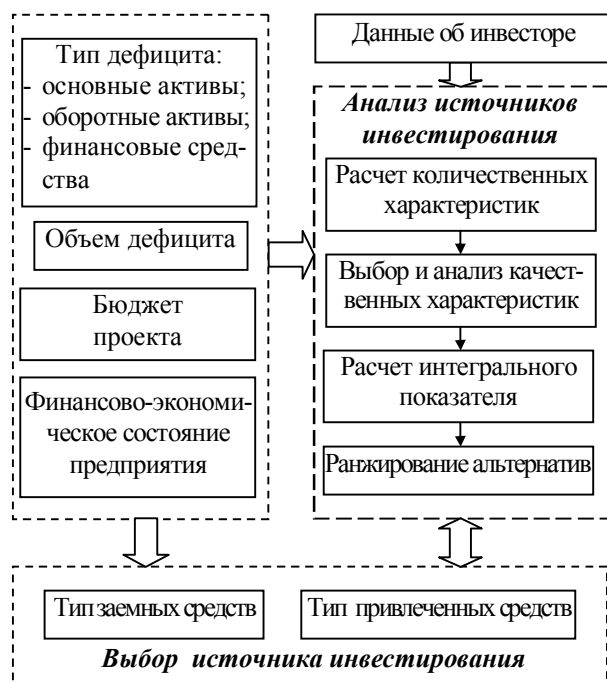 Тип дефицита:
- основные активы;
- оборотные активы;
- финансовые сред-
ства
Объем дефицита
Бюджет
проекта
Финансово-экономи-
ческое состояние
предприятия
Данные об инвесторе
Анализ источников
инвестирования
Расчет количественных
характеристик
Выбор и анализ качест-
венных характеристик
Расчет интегрального
показателя
Ранжирование альтернатив
Тип заемных средств
Тип привлеченных средств
Выбор источника инвестирования